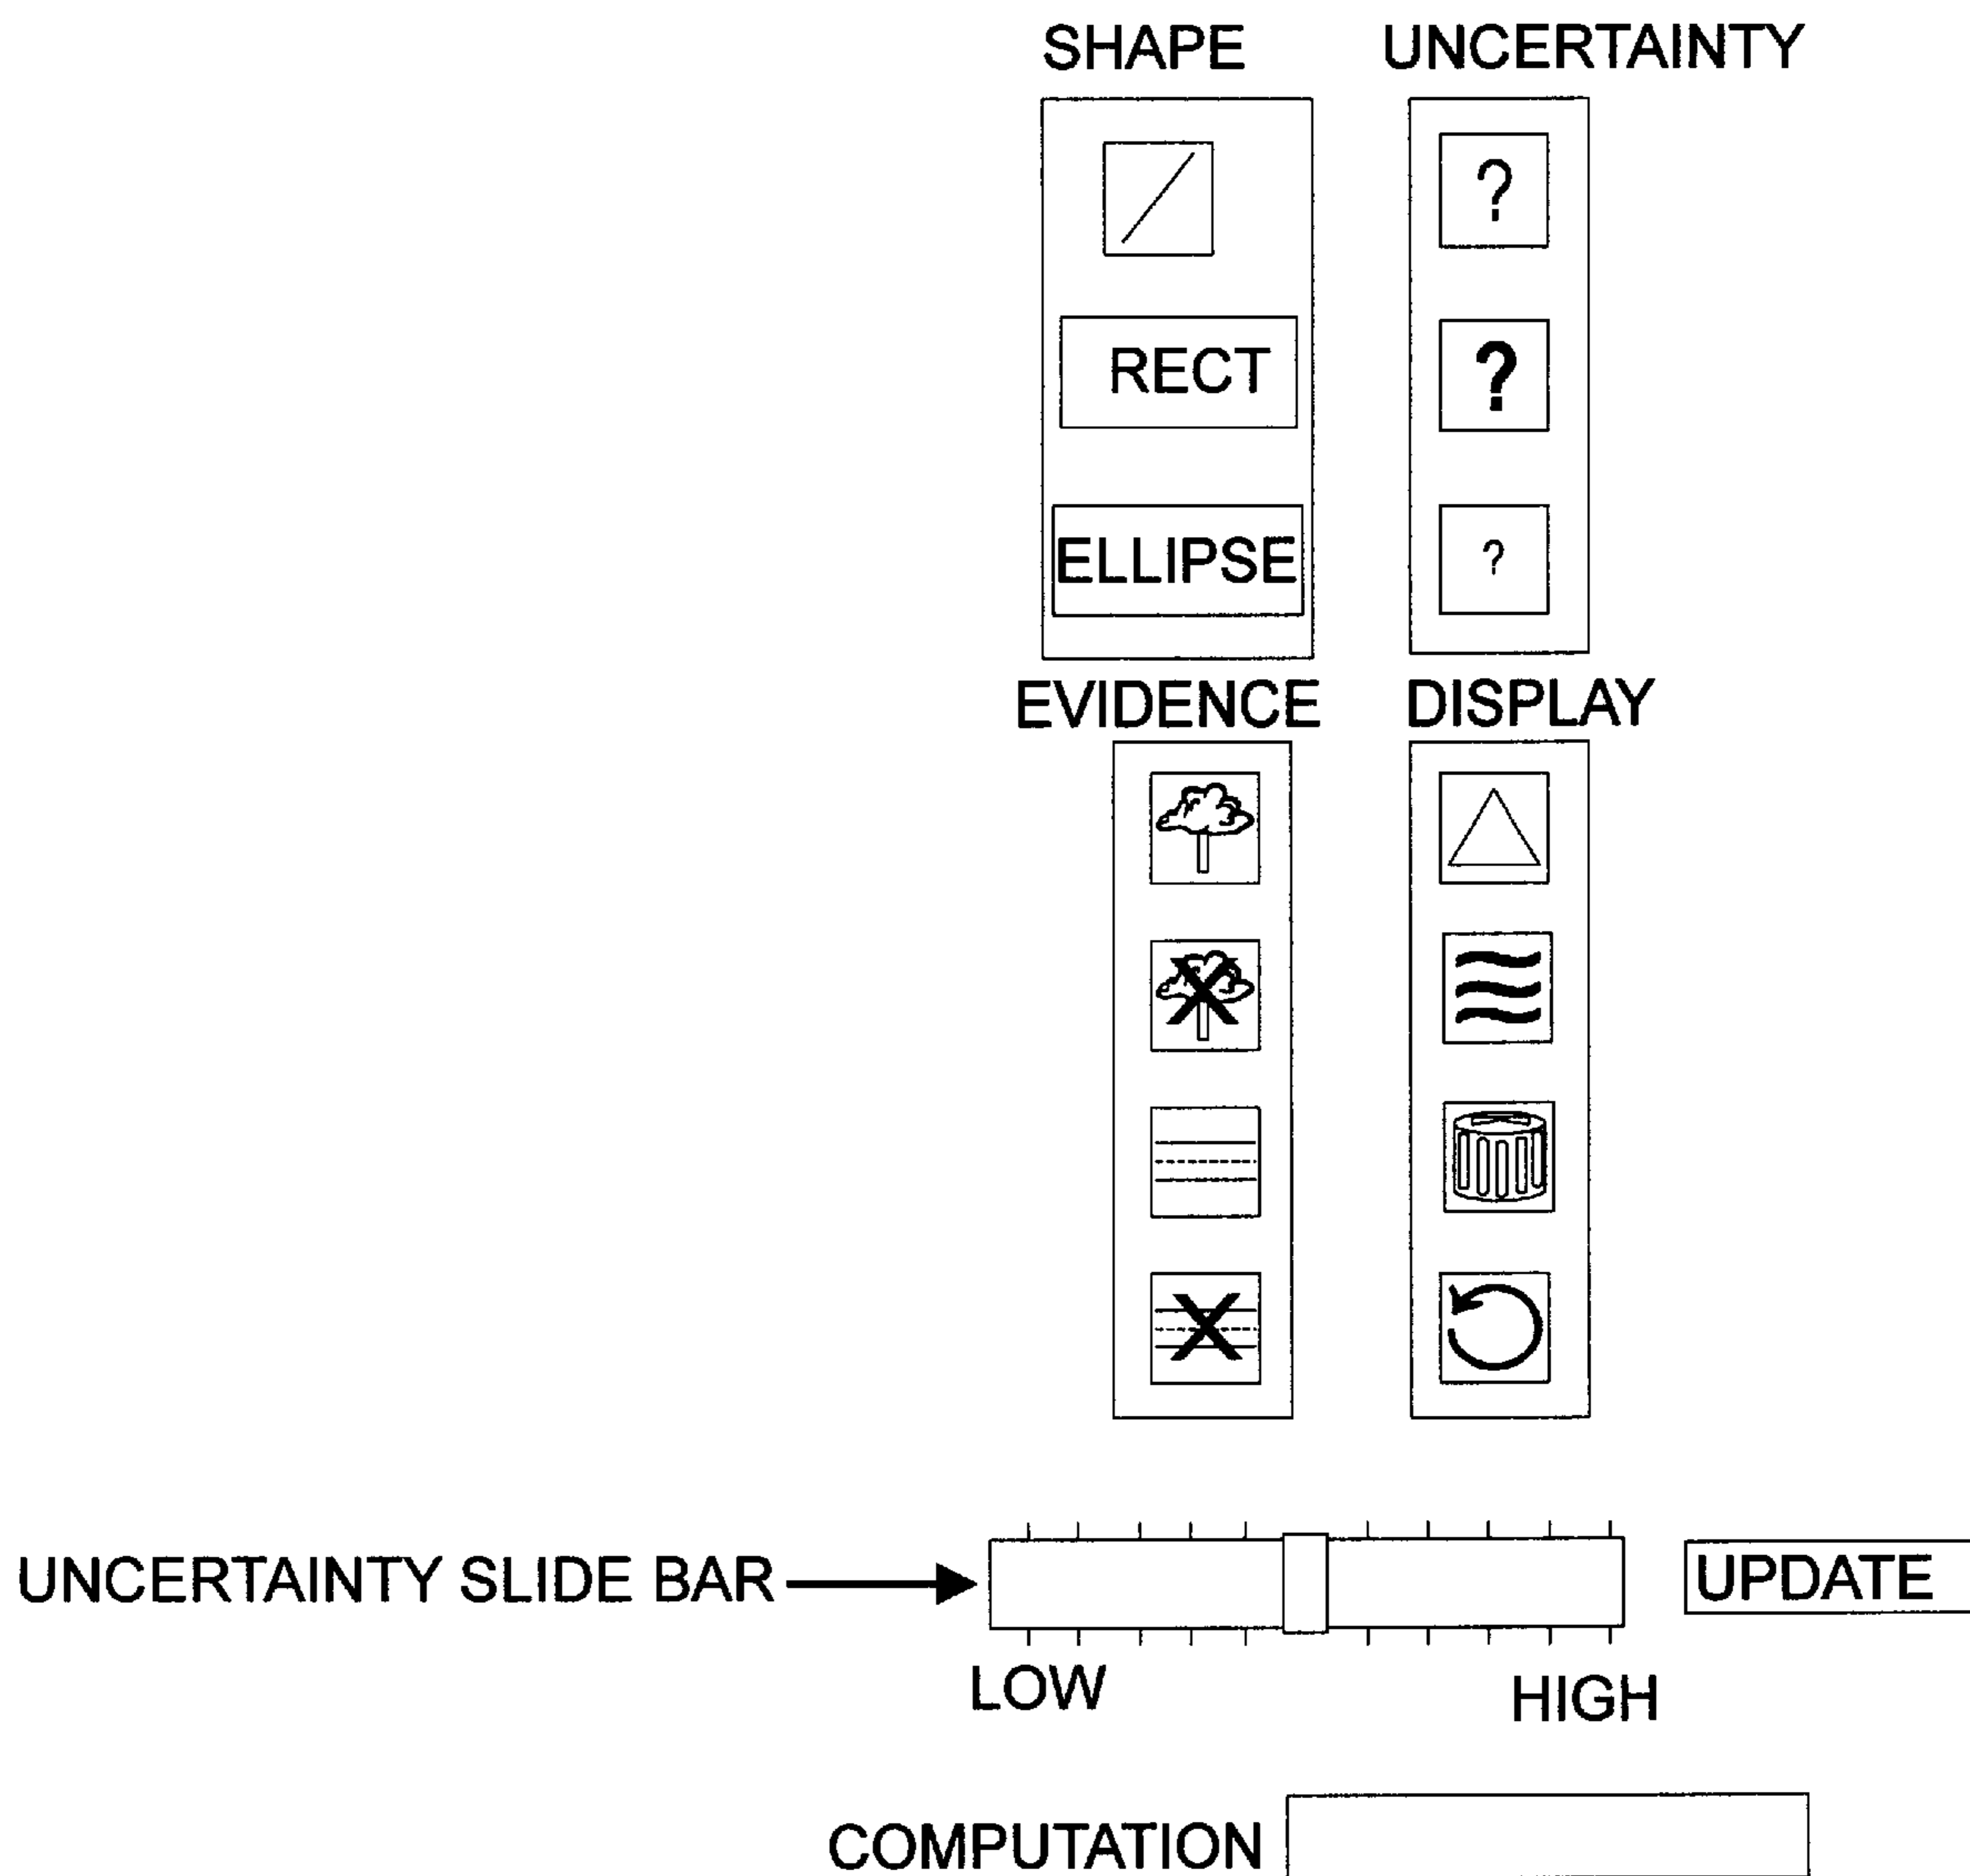 SHAPE UNCERTAINTY
?
RECT
?
ELLIPSE
?
EVIDENCE DISPLAY
UNCERTAINTY SLIDE BAR
UPDATE
LOW HIGH
COMPUTATION